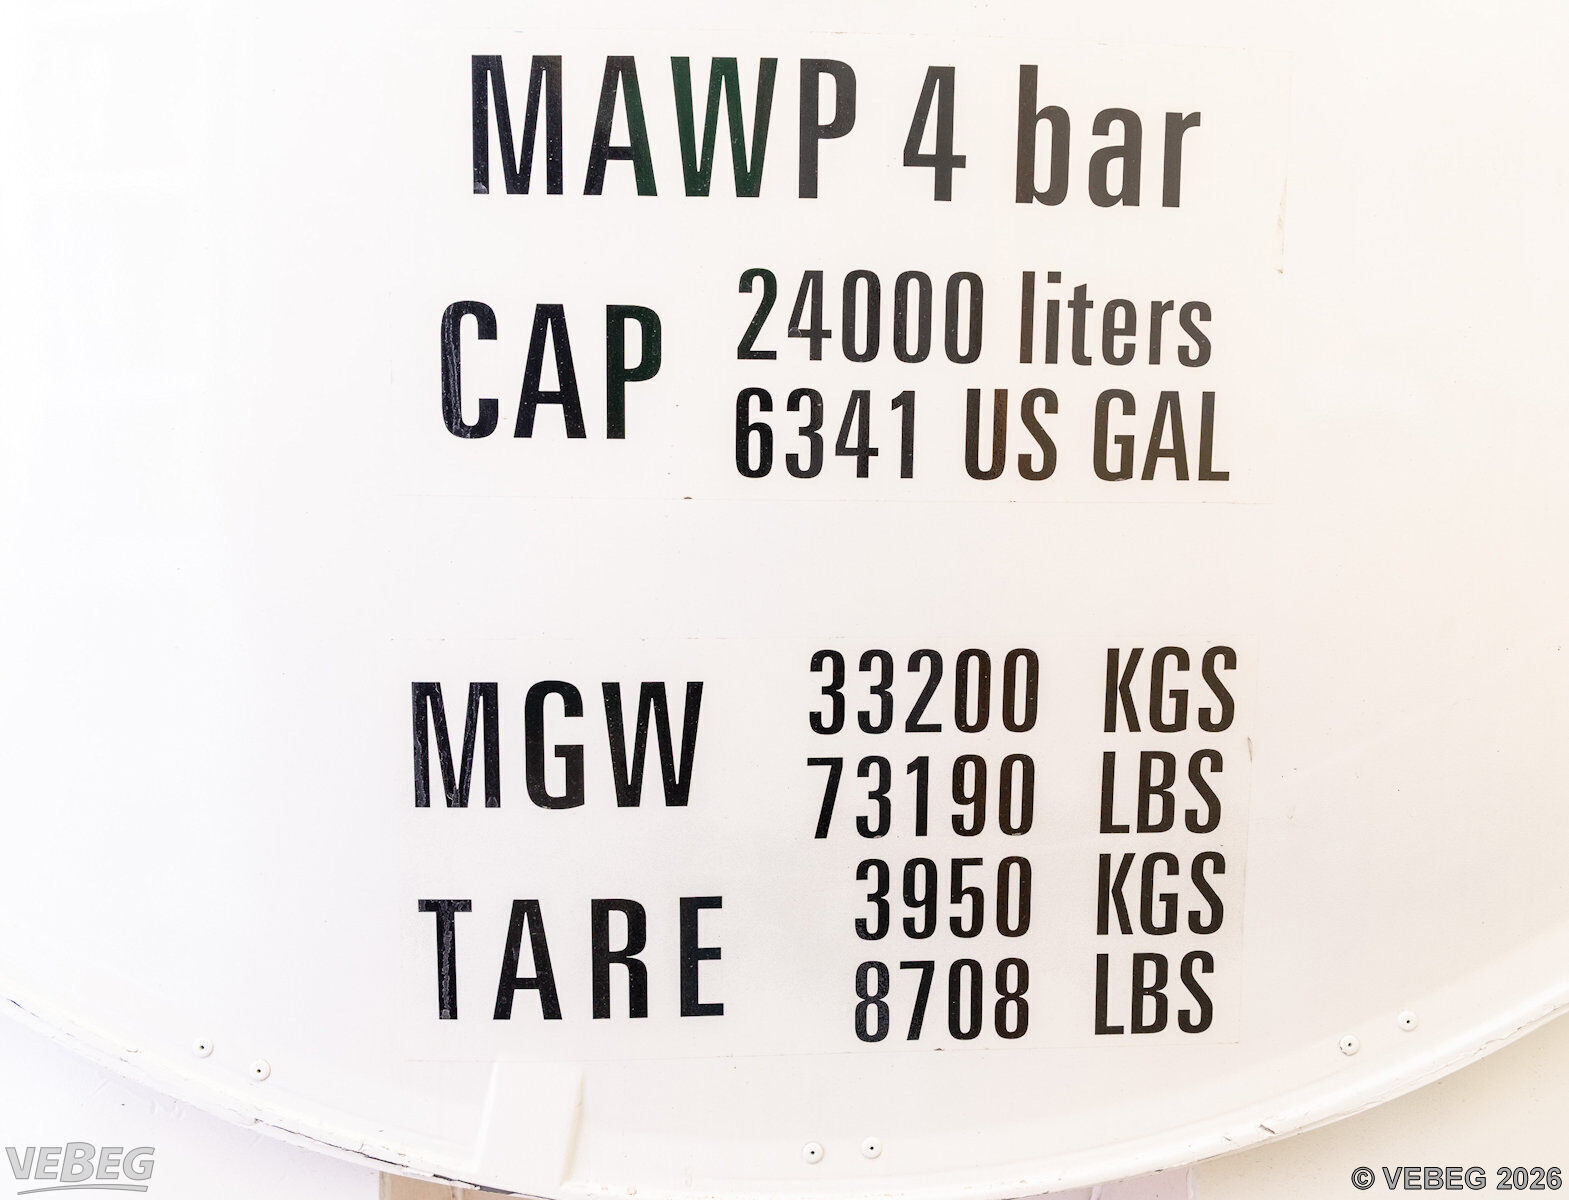 MAWP 4 bar
CAP 24000 liters
6341 US GAL
MGW 33200 KGS
73190 LBS
TARE 3950 KGS
8708 LBS
VEBEG
© VEBEG 2026